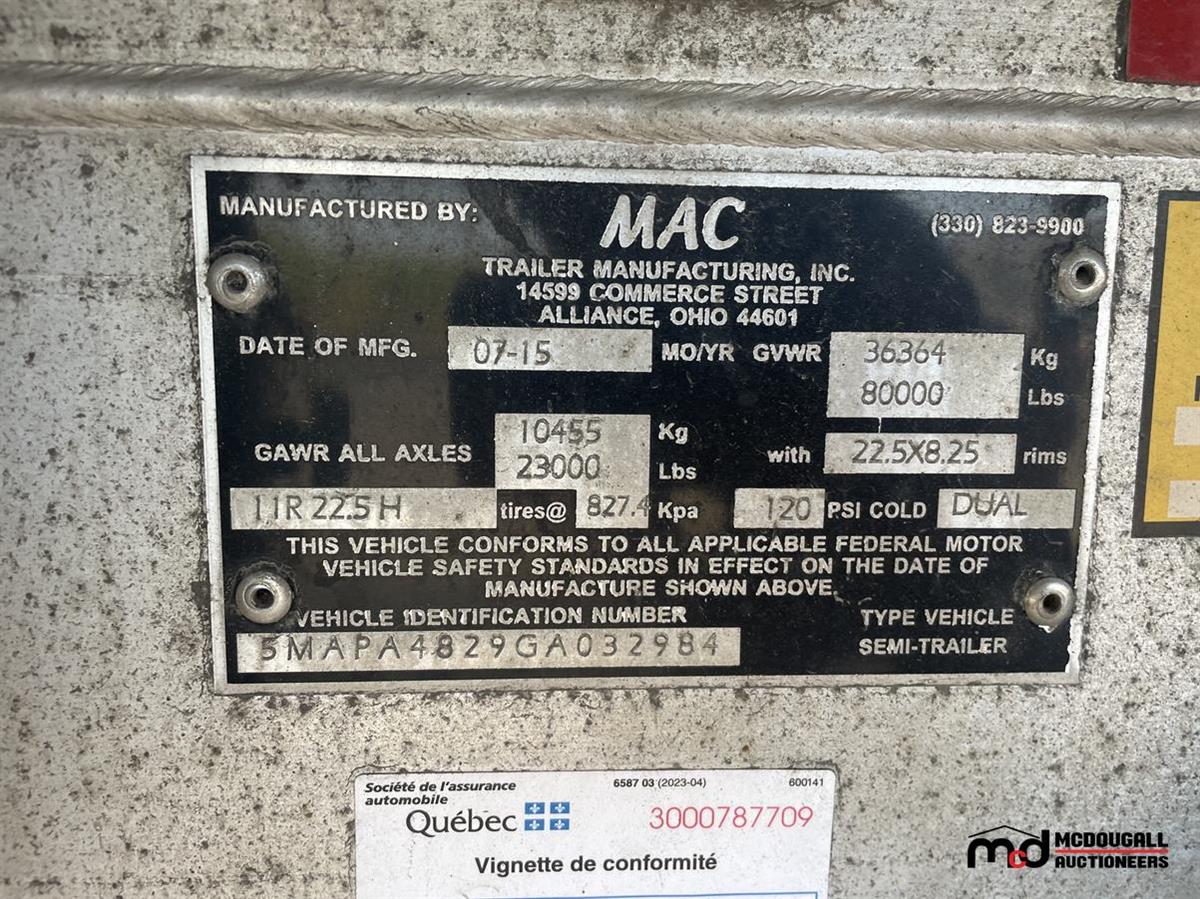 MANUFACTURED BY: MAC (330) 823-9900
TRAILER MANUFACTURING, INC.
14599 COMMERCE STREET
ALLIANCE, OHIO 44601
DATE OF MFG. 07-15 MO/YR GVWR 36364 Kg
80000 Lbs
GAWR ALL AXLES 10455 Kg
23000 Lbs
with 22.5X8.25 rims
11R 22.5 H tires@ 827.4 Kpa 120 PSI COLD DUAL
THIS VEHICLE CONFORMS TO ALL APPLICABLE FEDERAL MOTOR
VEHICLE SAFETY STANDARDS IN EFFECT ON THE DATE OF
MANUFACTURE SHOWN ABOVE.
VEHICLE IDENTIFICATION NUMBER TYPE VEHICLE
5MAPA4829GA032984 SEMI-TRAILER
Société de l'assurance
automobile
Québec
6587 03 (2023-04) 600141
3000787709
Vignette de conformité
mcd MCDOUGALL
AUCTIONEERS